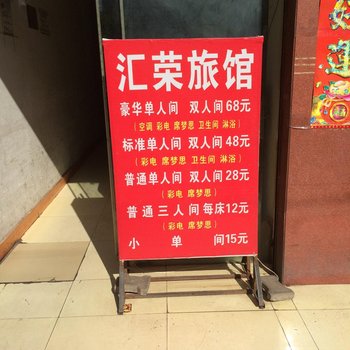 汇荣旅馆
豪华单人间 双人间68元
(空调 彩电 席梦思 卫生间 淋浴)
标准单人间 双人间48元
(彩电 席梦思 卫生间 淋浴)
普通单人间 双人间28元
(彩电 席梦思)
普通三人间每床12元
(彩电 席梦思)
小 单 间15元